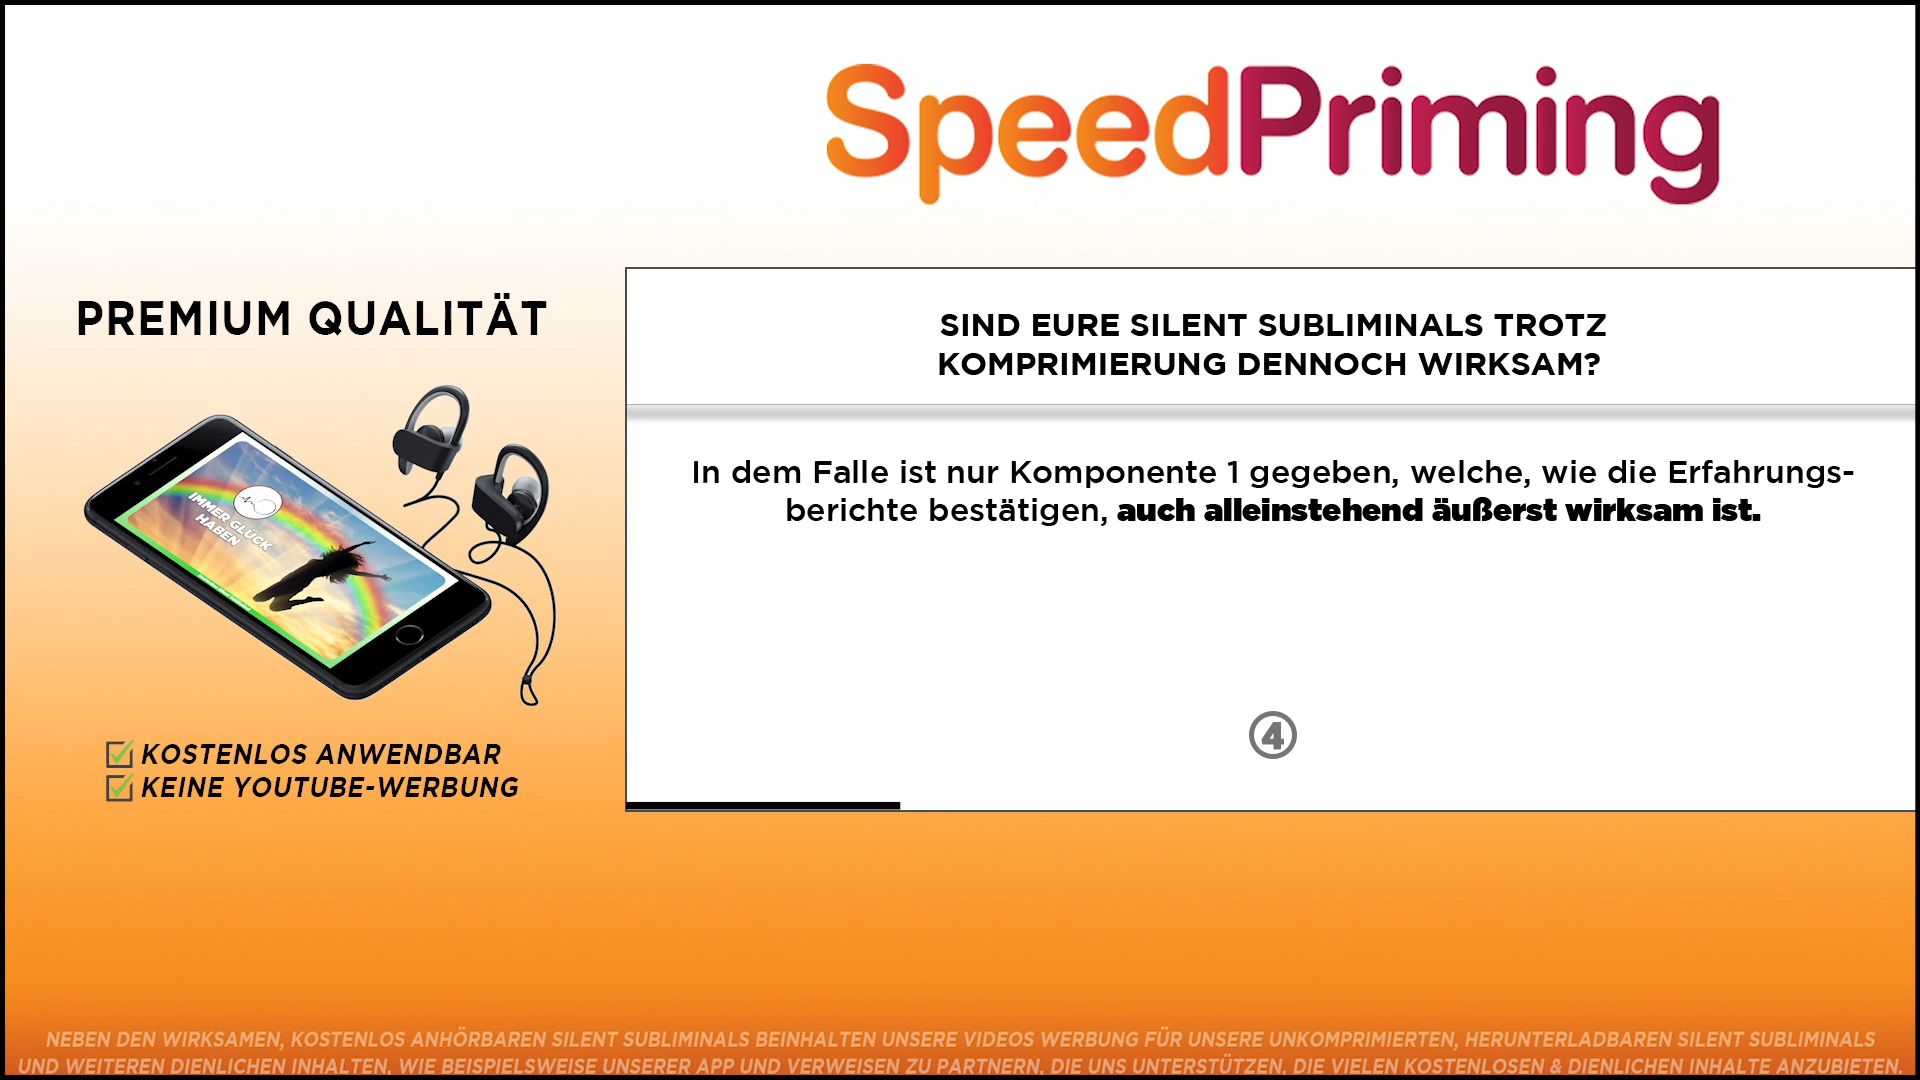 SpeedPriming
PREMIUM QUALITÄT
IMMER GLÜCK
HABEN
KOSTENLOS ANWENDBAR
KEINE YOUTUBE-WERBUNG
SIND EURE SILENT SUBLIMINALS TROTZ
KOMPRIMIERUNG DENNOCH WIRKSAM?
In dem Falle ist nur Komponente 1 gegeben, welche, wie die Erfahrungs-
berichte bestätigen, auch alleinstehend äußerst wirksam ist.
4
NEBEN DEN WIRKSAMEN, KOSTENLOS ANHÖRBAREN SILENT SUBLIMINALS BEINHALTEN UNSERE VIDEOS WERBUNG FÜR UNSERE UNKOMPRIMIERTEN, HERUNTERLADBAREN SILENT SUBLIMINALS
UND WEITEREN DIENLICHEN INHALTEN, WIE BEISPIELSWEISE UNSERER APP UND VERWEISEN ZU PARTNERN, DIE UNS UNTERSTÜTZEN, DIE VIELEN KOSTENLOSEN & DIENLICHEN INHALTE ANZUBIETEN.